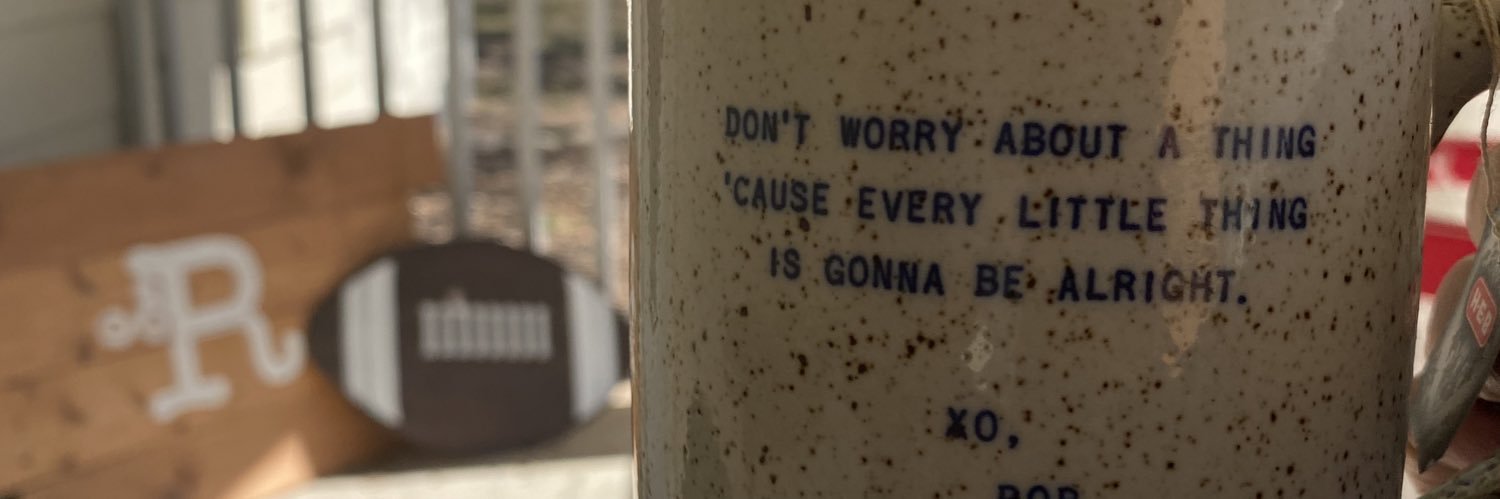 R
DON'T WORRY ABOUT A THING
'CAUSE EVERY LITTLE THING
IS GONNA BE ALRIGHT.
XO,